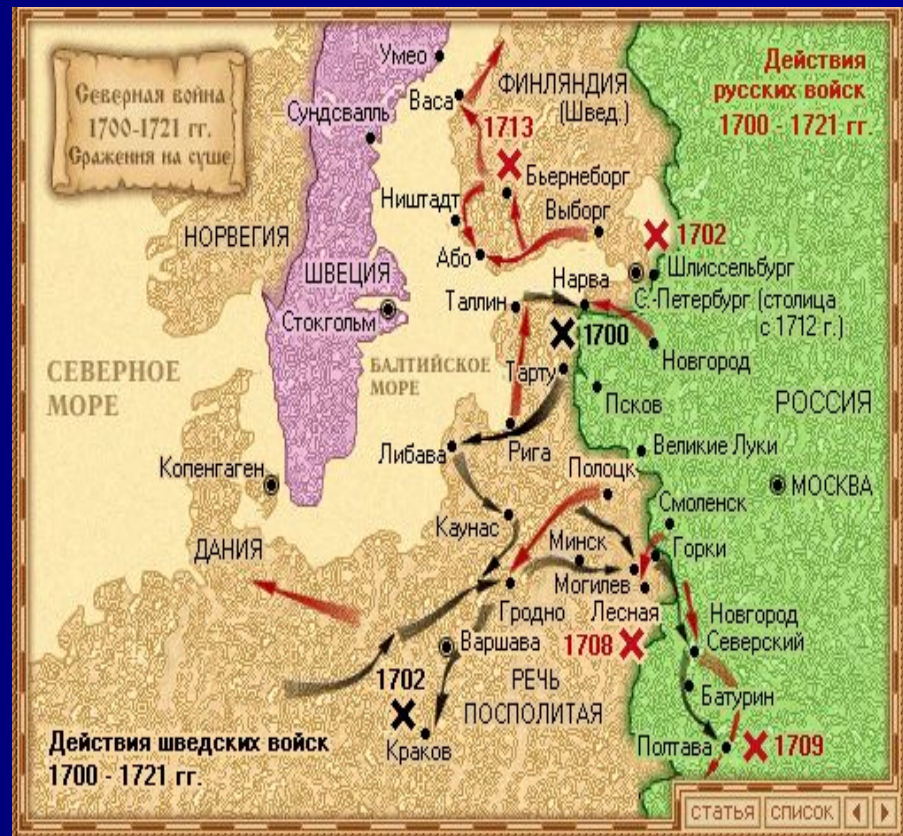 Северная война
1700-1721 гг.
Сражения на суше
Умео
Васа
Сундсвалль
ФИНЛЯНДИЯ
(Швед.)
Действия
русских войск
1700 - 1721 гг.
1713
Бьернеборг
Ништадт
Выборг
1702
НОРВЕГИЯ
Або
Шлиссельбург
ШВЕЦИЯ
Нарва
Таллин
С.-Петербург (столица
с 1712 г.)
Стокгольм
1700
Новгород
СЕВЕРНОЕ
МОРЕ
БАЛТИЙСКОЕ
МОРЕ
Тарту
Псков
РОССИЯ
Либава
Рига
Великие Луки
Копенгаген
Полоцк
МОСКВА
Смоленск
Каунас
ДАНИЯ
Минск
Горки
Могилев
Гродно
Лесная
Новгород
Северский
Варшава
1708
1702
РЕЧЬ
ПОСПОЛИТАЯ
Батурин
Краков
Полтава
1709
Действия шведских войск
1700 - 1721 гг.
статья
список